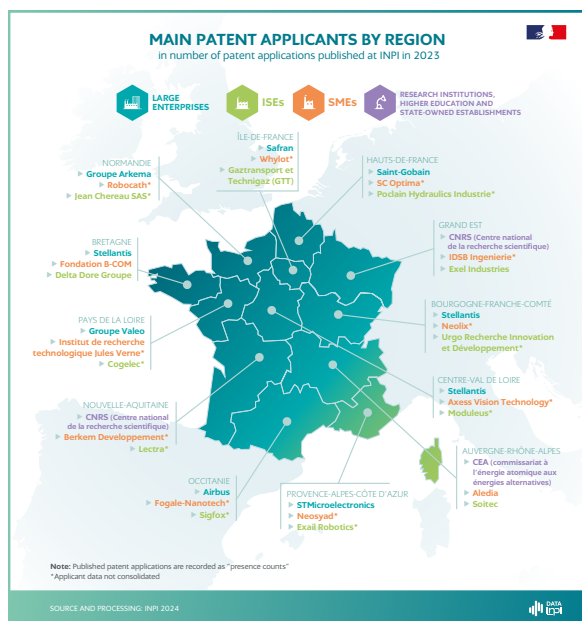 MAIN PATENT APPLICANTS BY REGION
in number of patent applications published at INPI in 2023
LARGE
ENTERPRISES
ISEs
SMEs
RESEARCH INSTITUTIONS,
HIGHER EDUCATION AND
STATE-OWNED ESTABLISHMENTS
ÎLE-DE-FRANCE
Safran
Whylot*
Gaztransport et
Technigaz (GTT)
NORMANDIE
Groupe Arkema
Robocath*
Jean Chereau SAS*
HAUTS-DE-FRANCE
Saint-Gobain
SC Optima*
Poclain Hydraulics Industrie*
BRETAGNE
Stellantis
Fondation B-COM
Delta Dore Groupe
GRAND EST
CNRS (Centre national
de la recherche scientifique)
IDSB Ingenierie*
Exel Industries
PAYS DE LA LOIRE
Groupe Valeo
Institut de recherche
technologique Jules Verne*
Cogelec*
BOURGOGNE-FRANCHE-COMTÉ
Stellantis
Neolix*
Urgo Recherche Innovation
et Développement*
CENTRE-VAL DE LOIRE
Stellantis
Axess Vision Technology*
Moduleus*
NOUVELLE-AQUITAINE
CNRS (Centre national
de la recherche scientifique)
Berkem Developpement*
Lectra*
AUVERGNE-RHÔNE-ALPES
CEA (commissariat à
l'énergie atomique aux
énergies alternatives)
Aledia
Soitec
OCCITANIE
Airbus
Fogale-Nanotech*
Sigfox*
PROVENCE-ALPES-CÔTE D'AZUR
STMicroelectronics
Neosyad*
Exail Robotics*
Note: Published patent applications are recorded as "presence counts"
*Applicant data not consolidated
SOURCE AND PROCESSING: INPI 2024
DATA
inpi